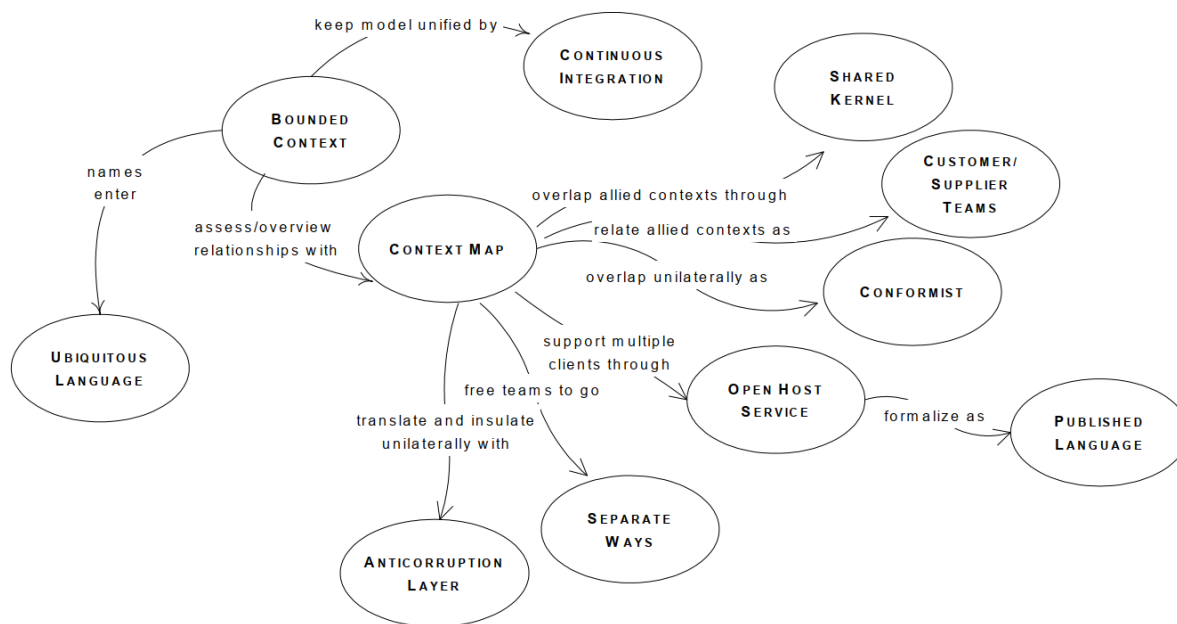 keep model unified by
CONTINUOUS
INTEGRATION
SHARED
KERNEL
BOUNDED
CONTEXT
names
enter
overlap allied contexts through
CUSTOMER/
SUPPLIER
TEAMS
assess/overview
relationships with
CONTEXT MAP
relate allied contexts as
overlap unilaterally as
CONFORMIST
UBIQUITOUS
LANGUAGE
support multiple
clients through
free teams to go
OPEN HOST
SERVICE
formalize as
PUBLISHED
LANGUAGE
translate and insulate
unilaterally with
SEPARATE
WAYS
ANTICORRUPTION
LAYER